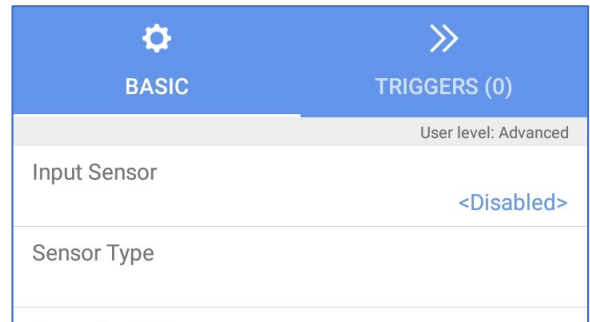 BASIC
TRIGGERS (0)
User level: Advanced
Input Sensor
<Disabled>
Sensor Type